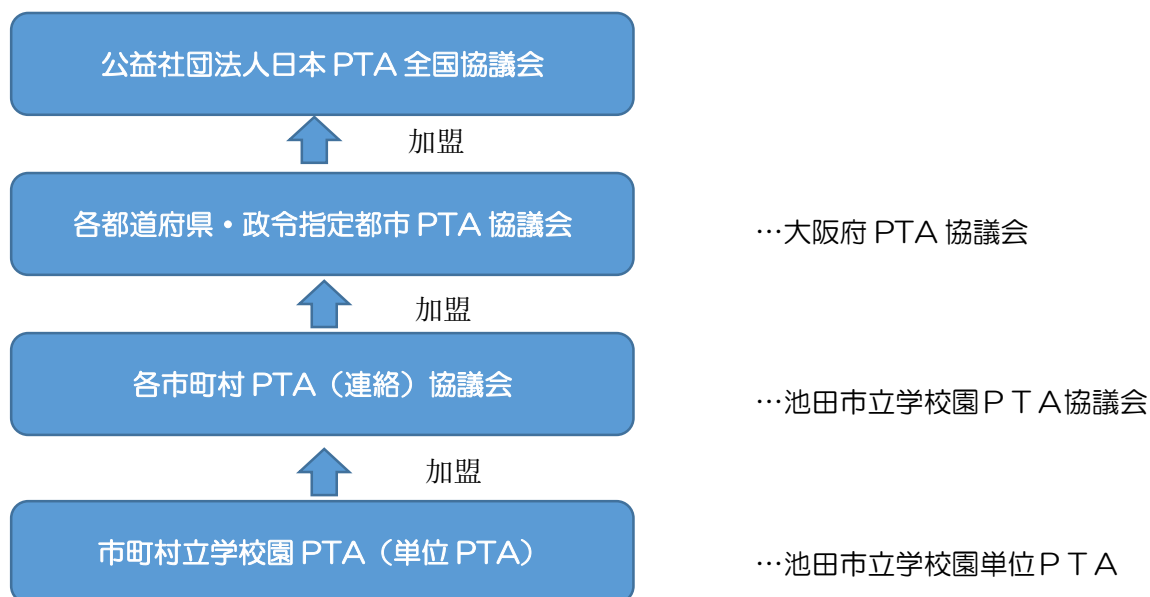 公益社団法人日本 PTA 全国協議会
加盟
各都道府県・政令指定都市 PTA 協議会
…大阪府 PTA 協議会
加盟
各市町村 PTA（連絡）協議会
…池田市立学校園ＰＴＡ協議会
加盟
市町村立学校園 PTA（単位 PTA）
…池田市立学校園単位ＰＴＡ